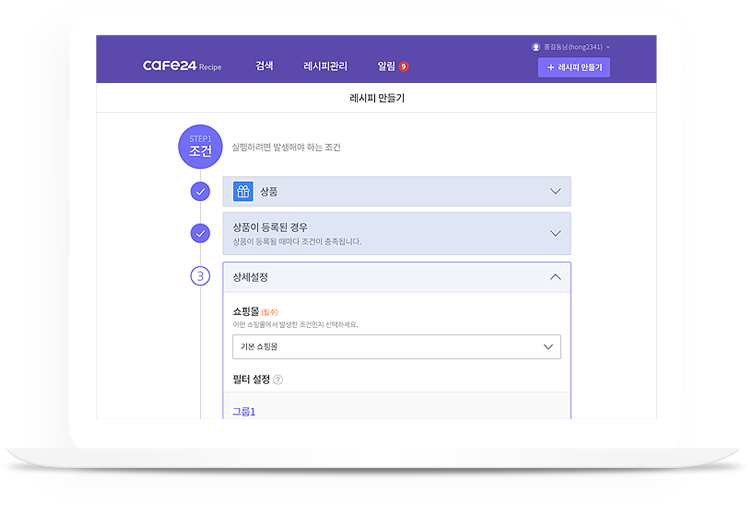 홍길동님(hong2341)
cafe24 Recipe 검색 레시피관리 알림 9 + 레시피 만들기
레시피 만들기
STEP1
조건
실행하려면 발생해야 하는 조건
상품
상품이 등록된 경우
상품이 등록될 때마다 조건이 충족됩니다.
3 상세설정
쇼핑몰 (필수)
어떤 쇼핑몰에서 발생한 조건인지 선택하세요.
기본 쇼핑몰
필터 설정 ?
그룹1